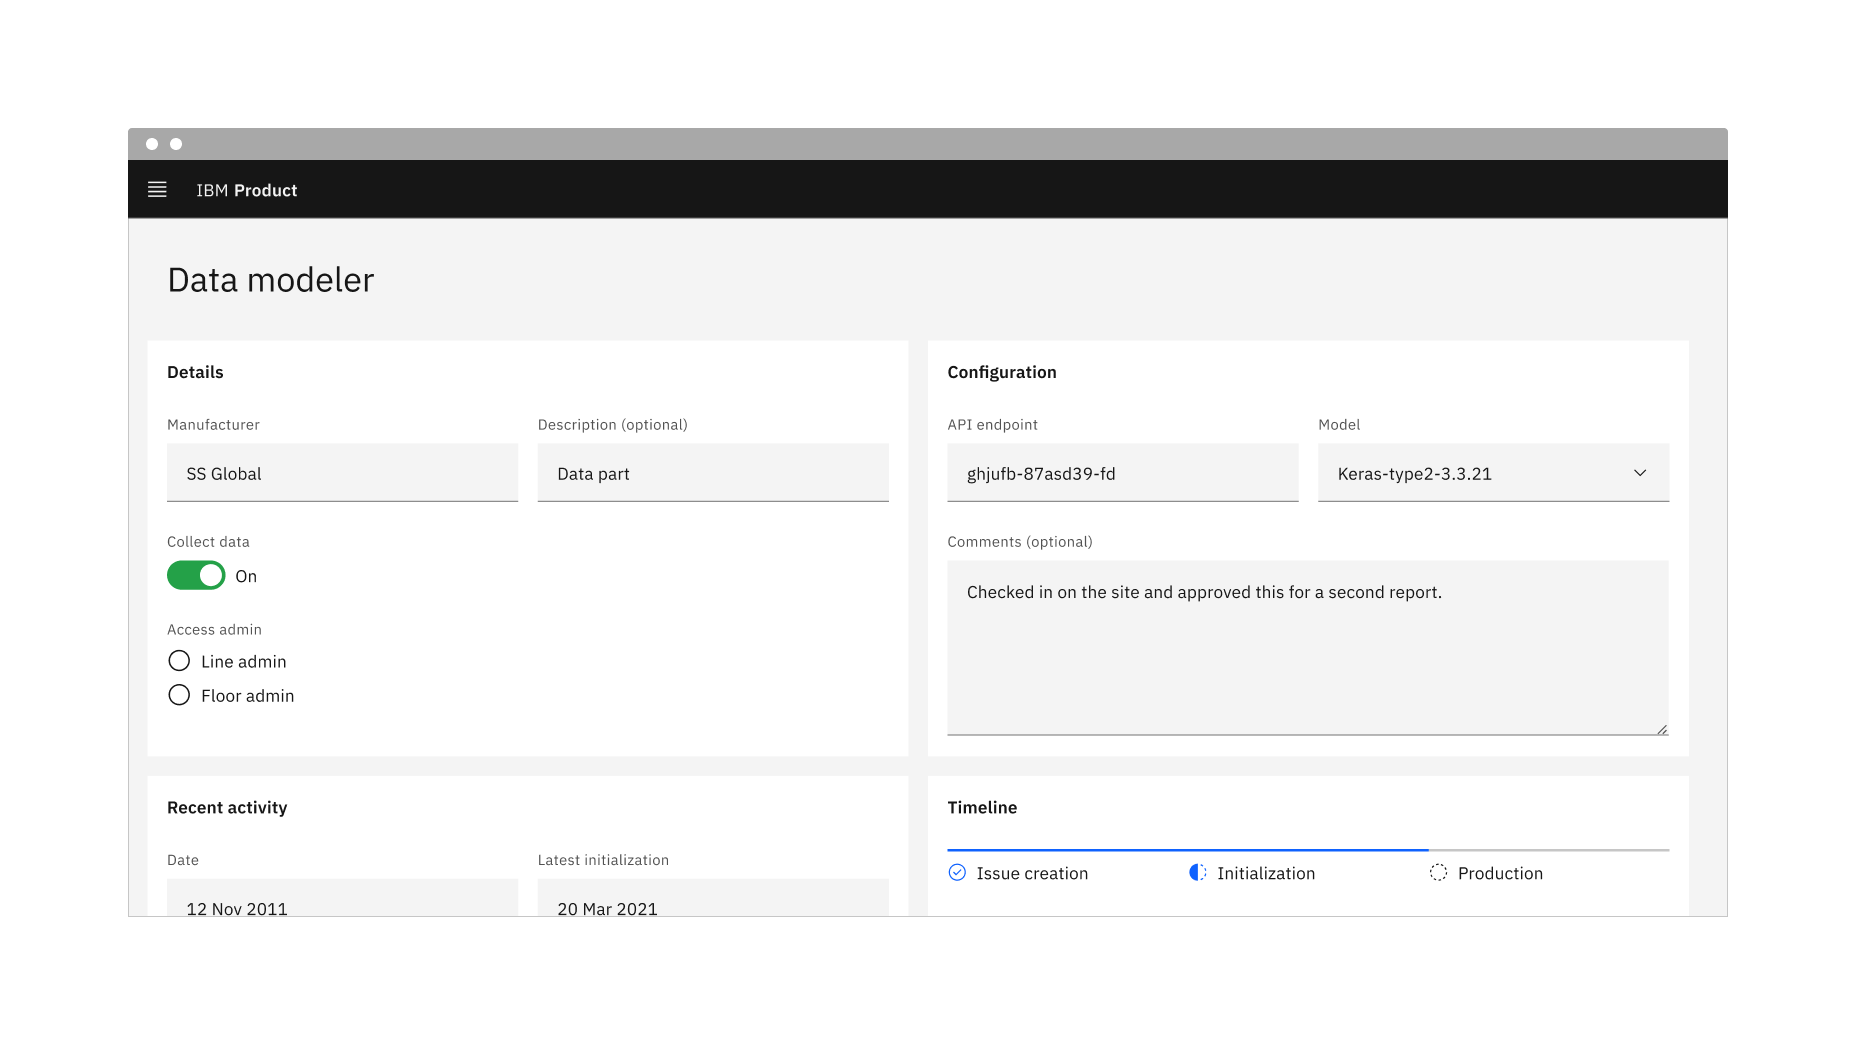 IBM Product
Data modeler
Details
Manufacturer
SS Global
Description (optional)
Data part
Collect data
On
Access admin
Line admin
Floor admin
Configuration
API endpoint
ghjufb-87asd39-fd
Model
Keras-type2-3.3.21
Comments (optional)
Checked in on the site and approved this for a second report.
Recent activity
Date
12 Nov 2011
Latest initialization
20 Mar 2021
Timeline
Issue creation
Initialization
Production